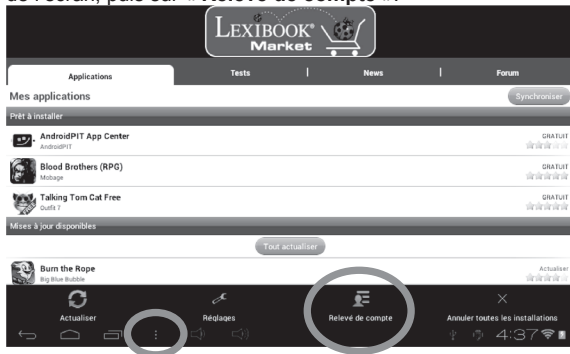 de l'écran, puis sur « Relevé de compte ».
LEXIBOOK®
Market
Applications
Tests
News
Forum
Mes applications
Synchroniser
Prêt à installer
AndroidPIT App Center
GRATUIT
AndroidPIT
Blood Brothers (RPG)
GRATUIT
Mobage
Talking Tom Cat Free
GRATUIT
Outfit 7
Mises à jour disponibles
Tout actualiser
Burn the Rope
Actualiser
Big Blue Bubble
Actualiser
Réglages
Relevé de compte
Annuler toutes les installations
4:37